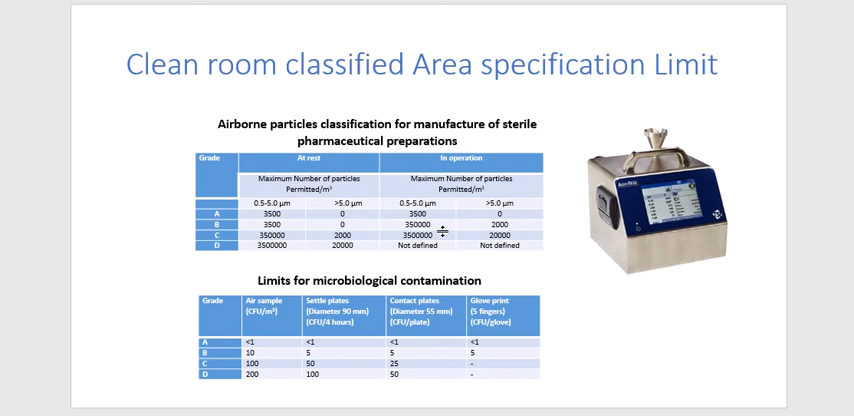 Clean room classified Area specification Limit
Airborne particles classification for manufacture of sterile
pharmaceutical preparations
Grade At rest In operation
Maximum Number of particles Maximum Number of particles
Permitted/m³ Permitted/m³
0.5-5.0 µm >5.0 µm 0.5-5.0 µm >5.0 µm
A 3500 0 3500 0
B 3500 0 350000 2000
C 350000 2000 3500000 20000
D 3500000 20000 Not defined Not defined
Limits for microbiological contamination
Grade Air sample Settle plates Contact plates Glove print
(CFU/m³) (Diameter 90 mm) (Diameter 55 mm) (5 fingers)
(CFU/4 hours) (CFU/plate) (CFU/glove)
A <1 <1 <1 <1
B 10 5 5 5
C 100 50 25 -
D 200 100 50 -